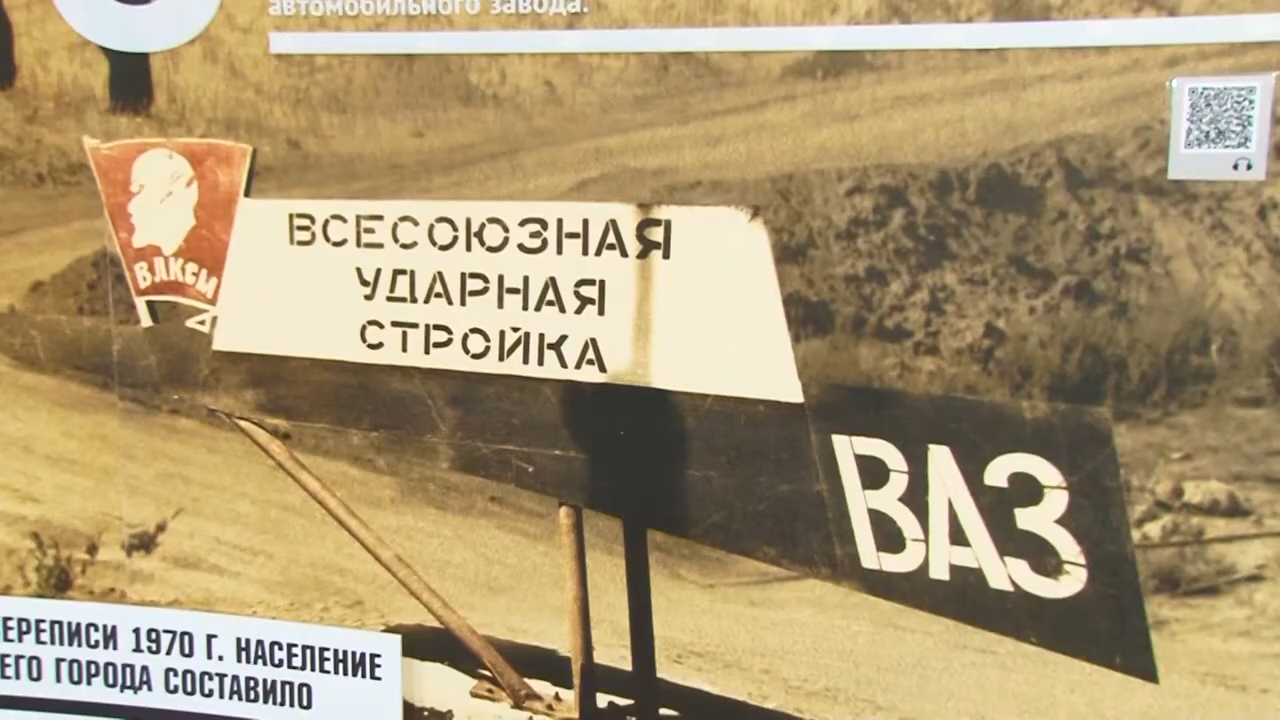 автомобильного завода.
ВЛКСМ
ВСЕСОЮЗНАЯ
УДАРНАЯ
СТРОЙКА
ВАЗ
ЕРЕПИСИ 1970 Г. НАСЕЛЕНИЕ
ЕГО ГОРОДА СОСТАВИЛО